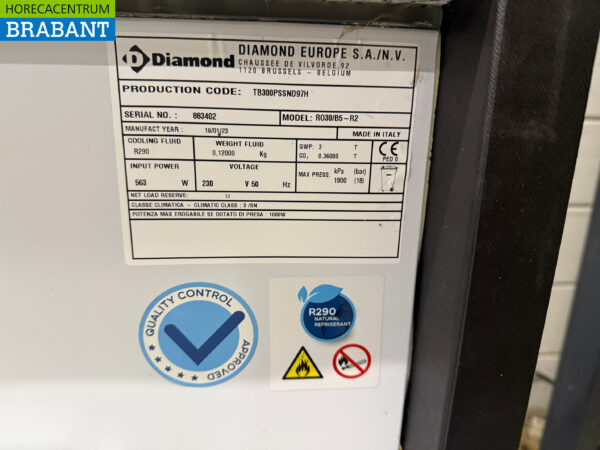 HORECACENTRUM
BRABANT
Diamond
DIAMOND EUROPE S.A./N.V.
CHAUSSEE DE VILVORDE,92
1120 BRUSSELS - BELGIUM
PRODUCTION CODE: TB300PSSND97H
SERIAL NO.: 883402 MODEL: RO30/B5-R2
MANUFACT YEAR : 16/01/23 MADE IN ITALY
COOLING FLUID WEIGHT FLUID GWP: 3 T
R290 0,12000 Kg CO₂ 0,36000 T
CE
PED 0
INPUT POWER VOLTAGE
563 W 230 V 50 Hz
MAX PRESS. kPa (bar)
1800 (18)
NET LOAD RESERVE: Lt
CLASSE CLIMATICA - CLIMATIC CLASS : 3 /SN
POTENZA MAX EROGABILE SE DOTATO DI PRESA : 1000W
QUALITY CONTROL
APPROVED
R290
NATURAL
REFRIGERANT